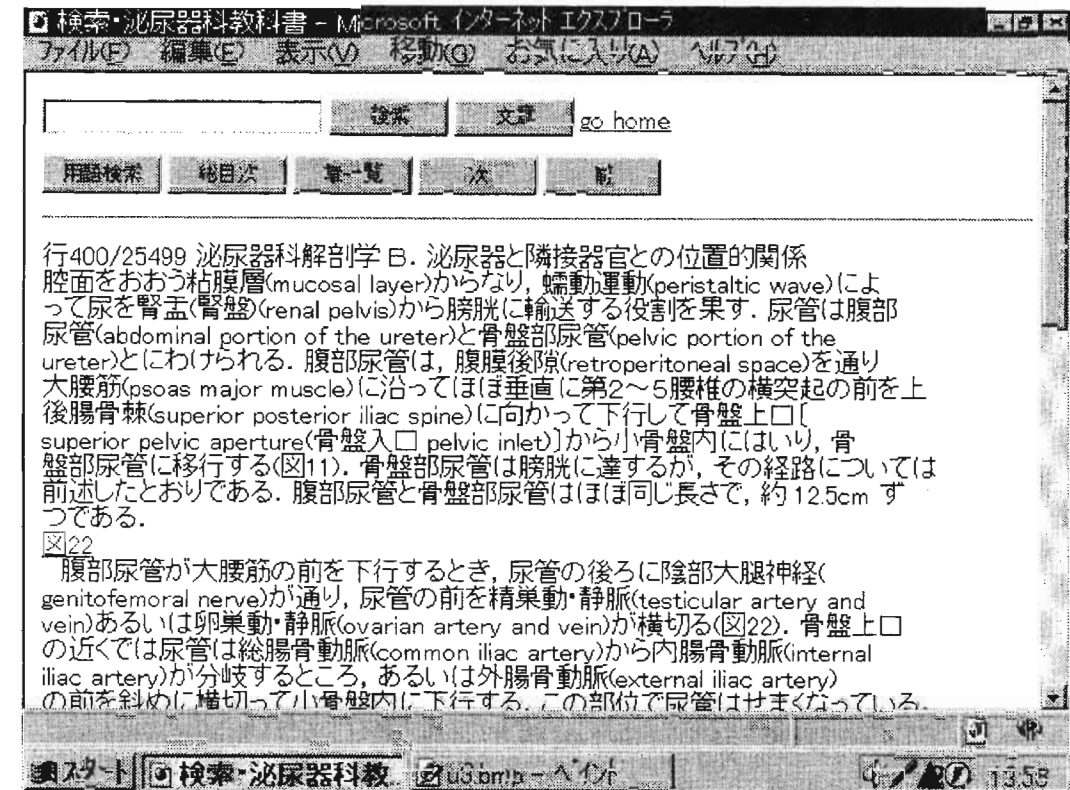 検索・泌尿器科教科書 - Microsoft インターネット エクスプローラ
ファイル(F) 編集(E) 表示(V) 移動(G) お気に入り(A) ヘルプ(H)
検索 文章 go home
用語検索 総目次 章一覧 次 前
行400/25499 泌尿器科解剖学 B. 泌尿器と隣接器官との位置的関係
腔面をおおう粘膜層(mucosal layer)からなり, 蠕動運動(peristaltic wave)によ
って尿を腎盂(腎盤)(renal pelvis)から膀胱に輸送する役割を果す. 尿管は腹部
尿管(abdominal portion of the ureter)と骨盤部尿管(pelvic portion of the
ureter)とにわけられる. 腹部尿管は, 腹膜後隙(retroperitoneal space)を通り
大腰筋(psoas major muscle)に沿ってほぼ垂直に第2～5腰椎の横突起の前を上
後腸骨棘(superior posterior iliac spine)に向かって下行して骨盤上口[
superior pelvic aperture(骨盤入口 pelvic inlet)]から小骨盤内にはいり, 骨
盤部尿管に移行する(図11). 骨盤部尿管は膀胱に達するが, その経路については
前述したとおりである. 腹部尿管と骨盤部尿管はほぼ同じ長さで, 約12.5cm ず
つである.
図22
腹部尿管が大腰筋の前を下行するとき, 尿管の後ろに陰部大腿神経(
genitofemoral nerve)が通り, 尿管の前を精巣動・静脈(testicular artery and
vein)あるいは卵巣動・静脈(ovarian artery and vein)が横切る(図22). 骨盤上口
の近くでは尿管は総腸骨動脈(common iliac artery)から内腸骨動脈(internal
iliac artery)が分岐するところ, あるいは外腸骨動脈(external iliac artery)
の前を斜めに横切って小骨盤内に下行する. この部位で尿管はせまくなっている.
スタート 検索・泌尿器科教... u3.bmp - ペイント 13:58